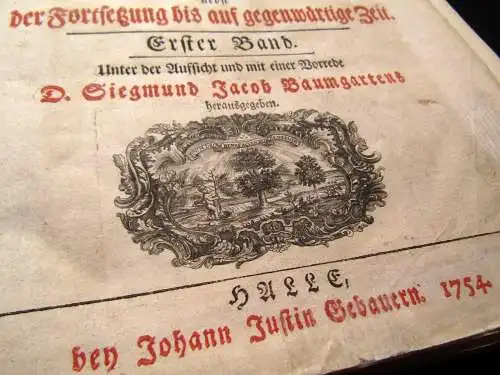 nebst
der Fortsetzung bis auf gegenwärtige Zeit.
Erster Band.
Unter der Aufsicht und mit einer Vorrede
D. Siegmund Jacob Baumgartens
herausgegeben.
HALLE,
bey Johann Justin Gebauern, 1754.